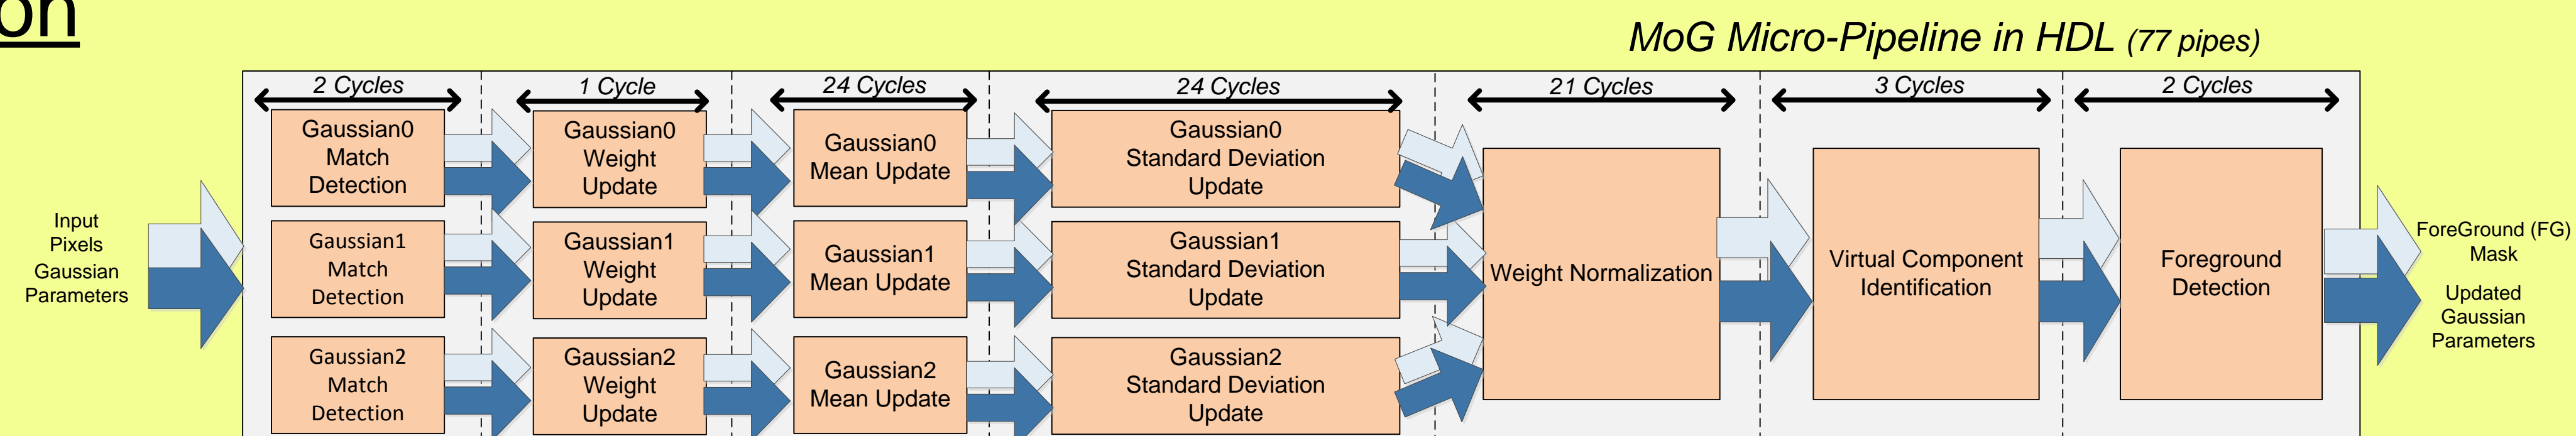 on
MoG Micro-Pipeline in HDL (77 pipes)
2 Cycles
1 Cycle
24 Cycles
24 Cycles
21 Cycles
3 Cycles
2 Cycles
Input
Pixels
Gaussian
Parameters
Gaussian0
Match
Detection
Gaussian0
Weight
Update
Gaussian0
Mean Update
Gaussian0
Standard Deviation
Update
Gaussian1
Match
Detection
Gaussian1
Weight
Update
Gaussian1
Mean Update
Gaussian1
Standard Deviation
Update
Gaussian2
Match
Detection
Gaussian2
Weight
Update
Gaussian2
Mean Update
Gaussian2
Standard Deviation
Update
Weight Normalization
Virtual Component
Identification
Foreground
Detection
ForeGround (FG)
Mask
Updated
Gaussian
Parameters